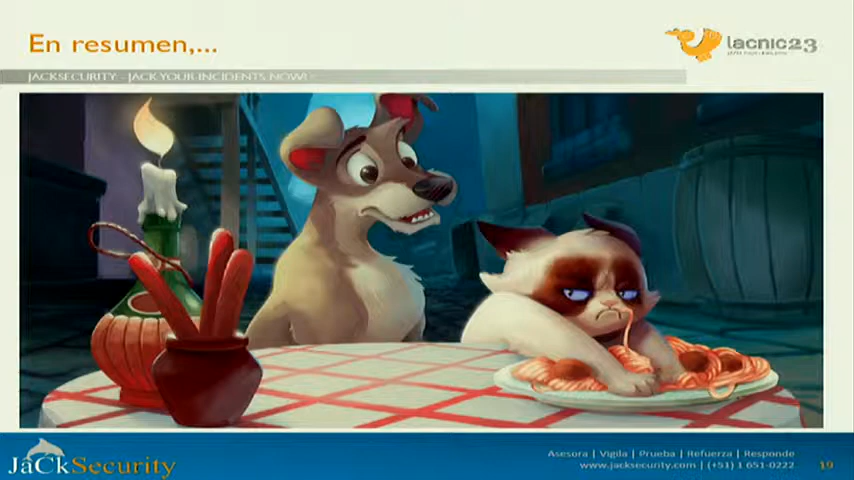 En resumen,...
lacnic23
JACKSECURITY - JACK YOUR INCIDENTS NOW! -
JaCkSecurity
Asesora | Vigila | Prueba | Refuerza | Responde
www.jacksecurity.com | (+51) 1 651-0222
19